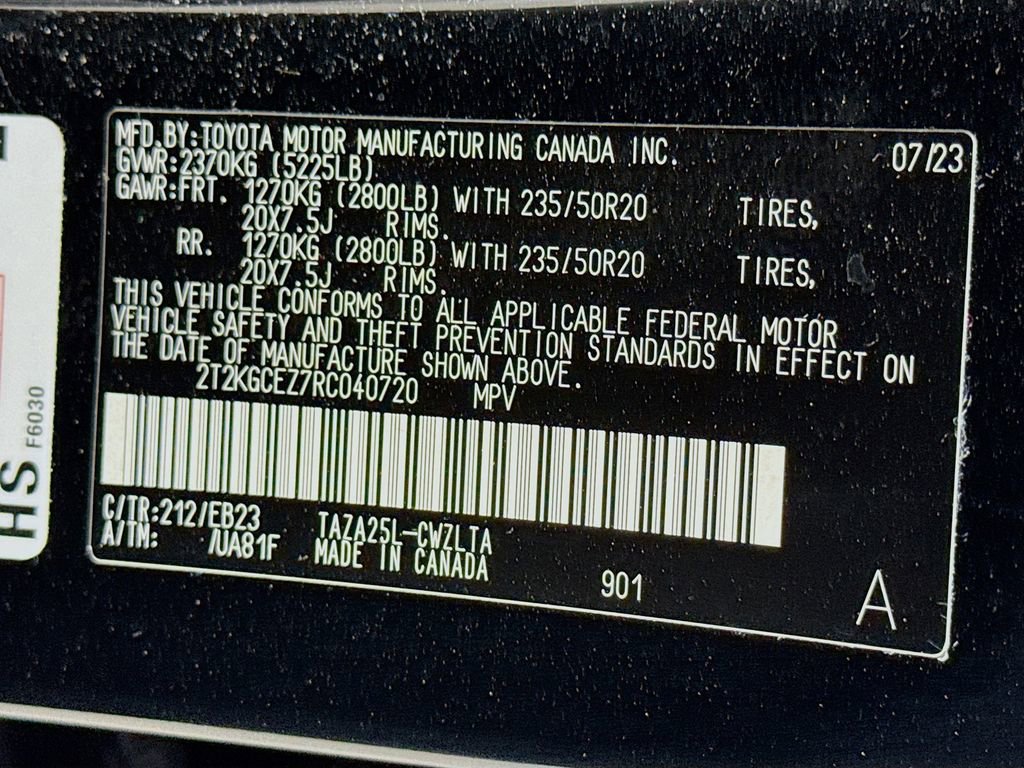 MFD.BY:TOYOTA MOTOR MANUFACTURING CANADA INC. 07/23
GVWR:2370KG (5225LB)
GAWR:FRT. 1270KG (2800LB) WITH 235/50R20 TIRES,
20X7.5J RIMS.
RR. 1270KG (2800LB) WITH 235/50R20 TIRES,
20X7.5J RIMS.
THIS VEHICLE CONFORMS TO ALL APPLICABLE FEDERAL MOTOR
VEHICLE SAFETY AND THEFT PREVENTION STANDARDS IN EFFECT ON
THE DATE OF MANUFACTURE SHOWN ABOVE.
2T2KGCEZ7RC040720 MPV
C/TR:212/EB23 TAZA25L-CWZLTA
A/TM: /UA81F MADE IN CANADA
901
A
HS
F6030